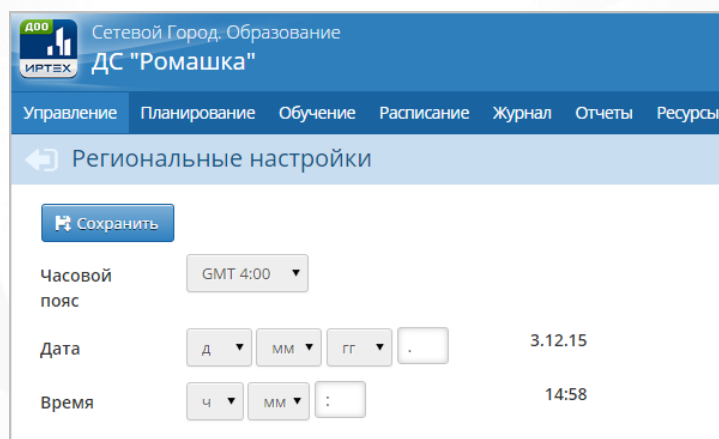 ДОО
ИРТЕХ
Сетевой Город. Образование
ДС "Ромашка"
Управление Планирование Обучение Расписание Журнал Отчеты Ресурсы
Региональные настройки
Сохранить
Часовой GMT 4:00
пояс
Дата д мм гг . 3.12.15
Время ч мм : 14:58